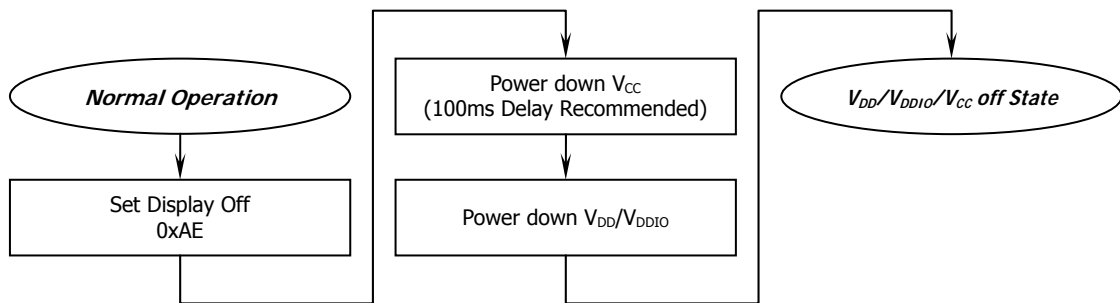 Normal Operation
Set Display Off
0xAE
Power down VCC
(100ms Delay Recommended)
Power down VDD/VDDIO
VDD/VDDIO/VCC off State